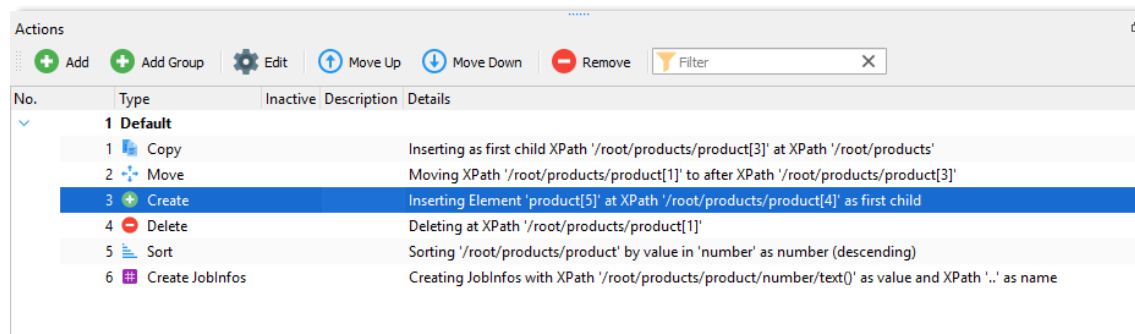 Actions
Add Add Group Edit Move Up Move Down Remove Filter
No. Type Inactive Description Details
1 Default
1 Copy Inserting as first child XPath '/root/products/product[3]' at XPath '/root/products'
2 Move Moving XPath '/root/products/product[1]' to after XPath '/root/products/product[3]'
3 Create Inserting Element 'product[5]' at XPath '/root/products/product[4]' as first child
4 Delete Deleting at XPath '/root/products/product[1]'
5 Sort Sorting '/root/products/product' by value in 'number' as number (descending)
6 Create JobInfos Creating JobInfos with XPath '/root/products/product/number/text()' as value and XPath '..' as name